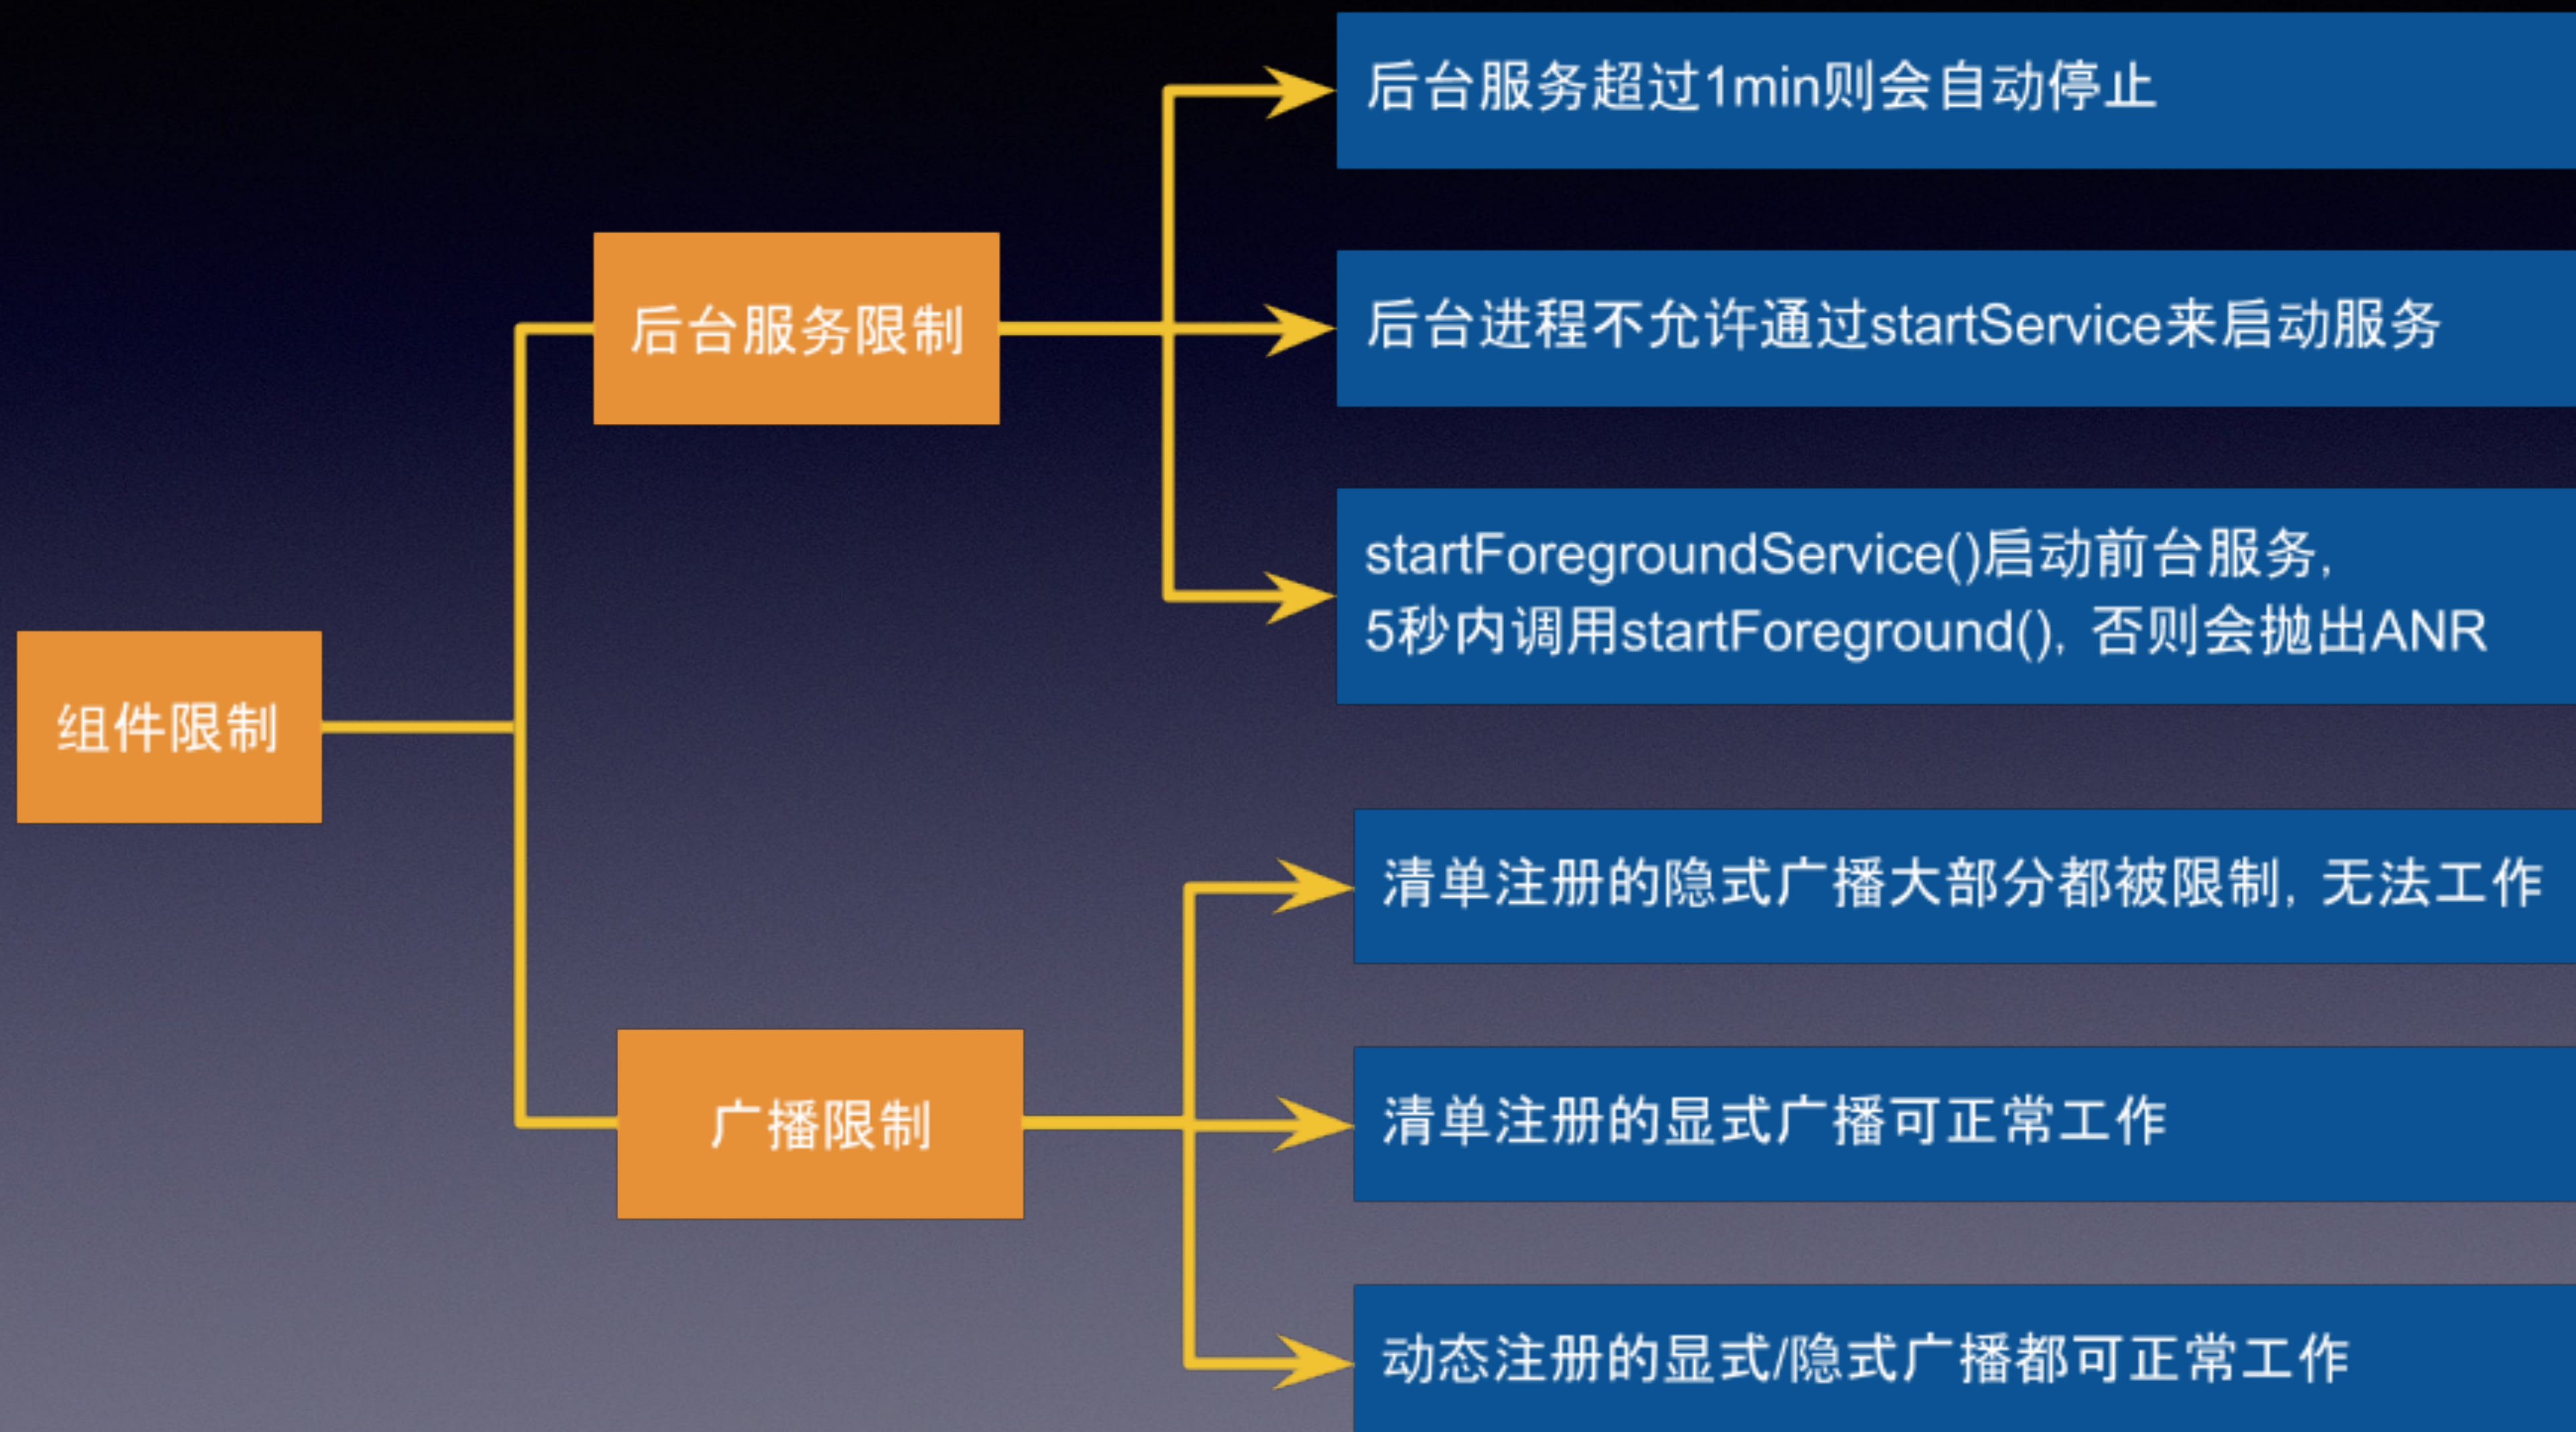 组件限制
后台服务限制
后台服务超过1min则会自动停止
后台进程不允许通过startService来启动服务
startForegroundService()启动前台服务,
5秒内调用startForeground(), 否则会抛出ANR
广播限制
清单注册的隐式广播大部分都被限制, 无法工作
清单注册的显式广播可正常工作
动态注册的显式/隐式广播都可正常工作